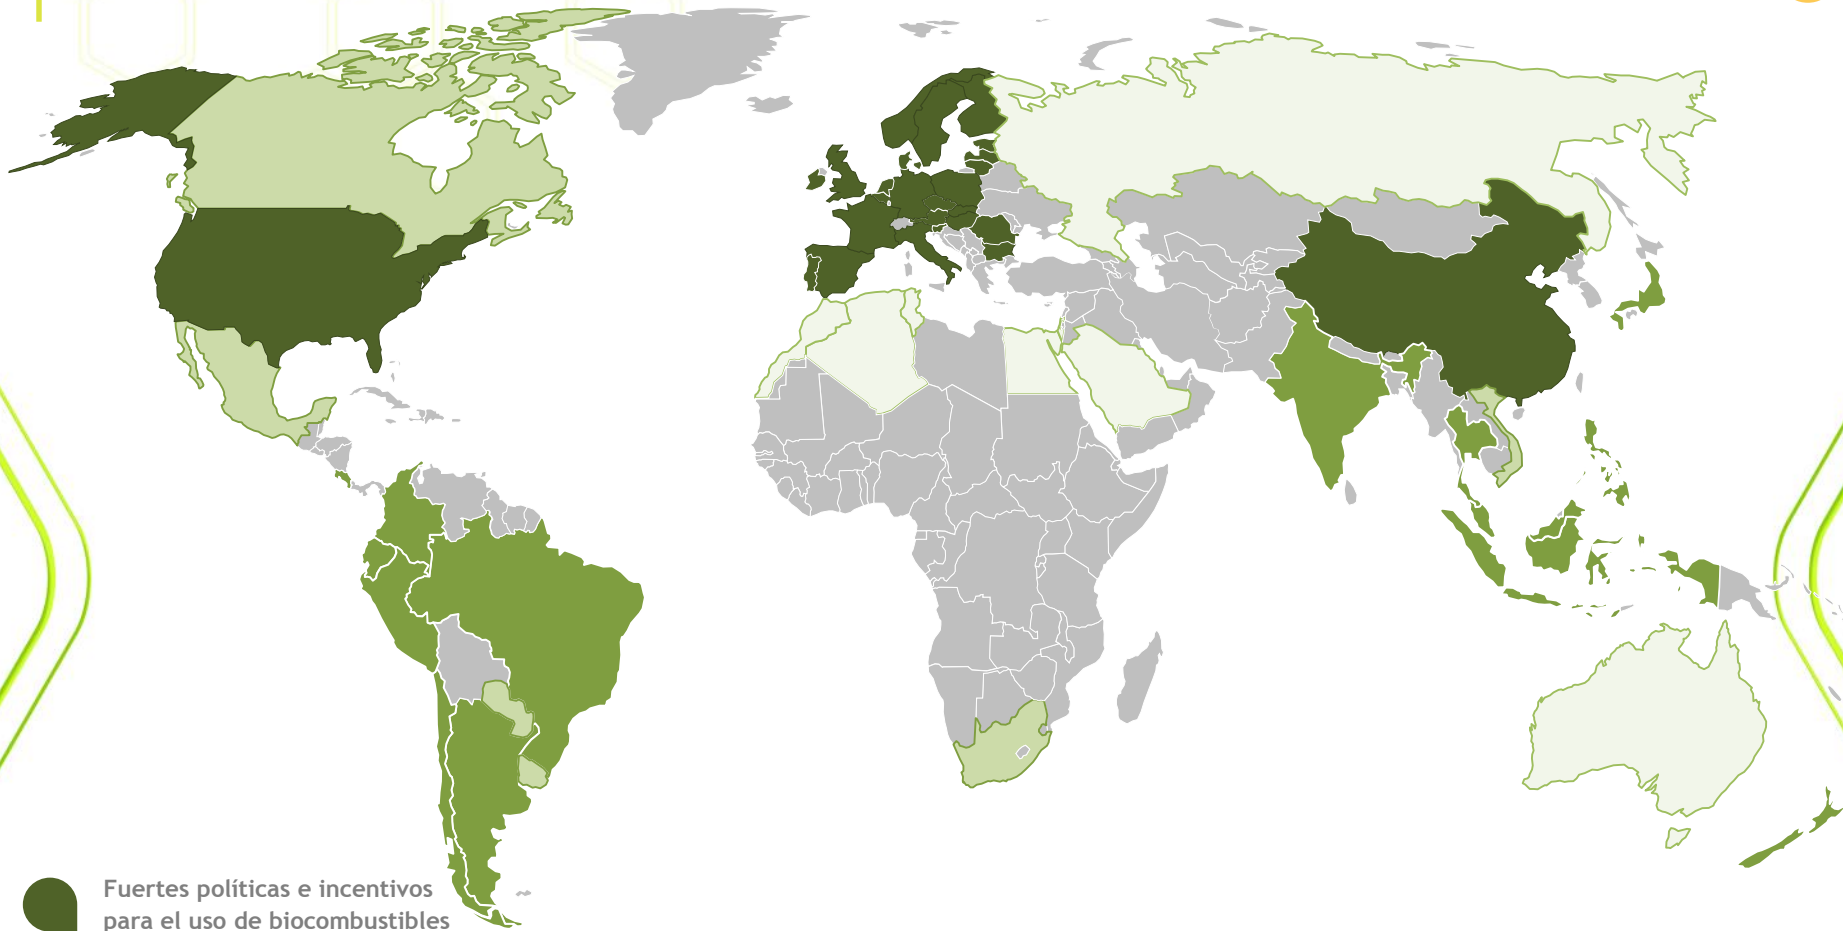 Fuertes políticas e incentivos
para el uso de biocombustibles